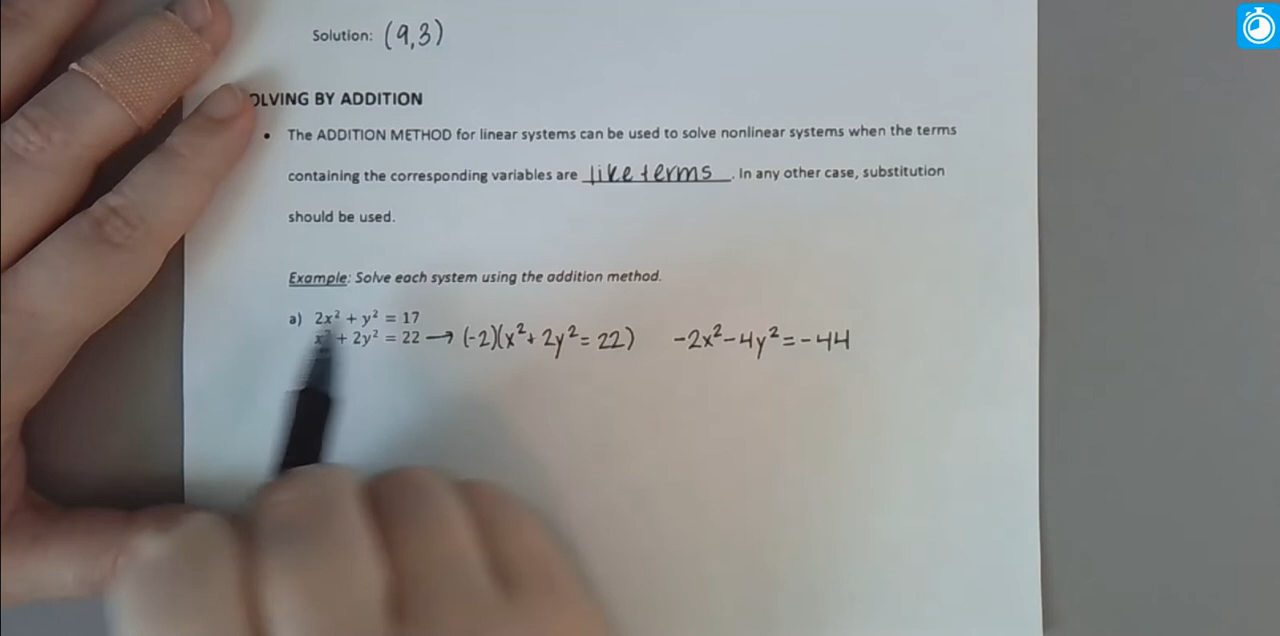 Solution: (9,3)
OLVING BY ADDITION
• The ADDITION METHOD for linear systems can be used to solve nonlinear systems when the terms
containing the corresponding variables are like terms. In any other case, substitution
should be used.
Example: Solve each system using the addition method.
a) 2x² + y² = 17
x² + 2y² = 22 → (-2)(x² + 2y² = 22) -2x² - 4y² = -44